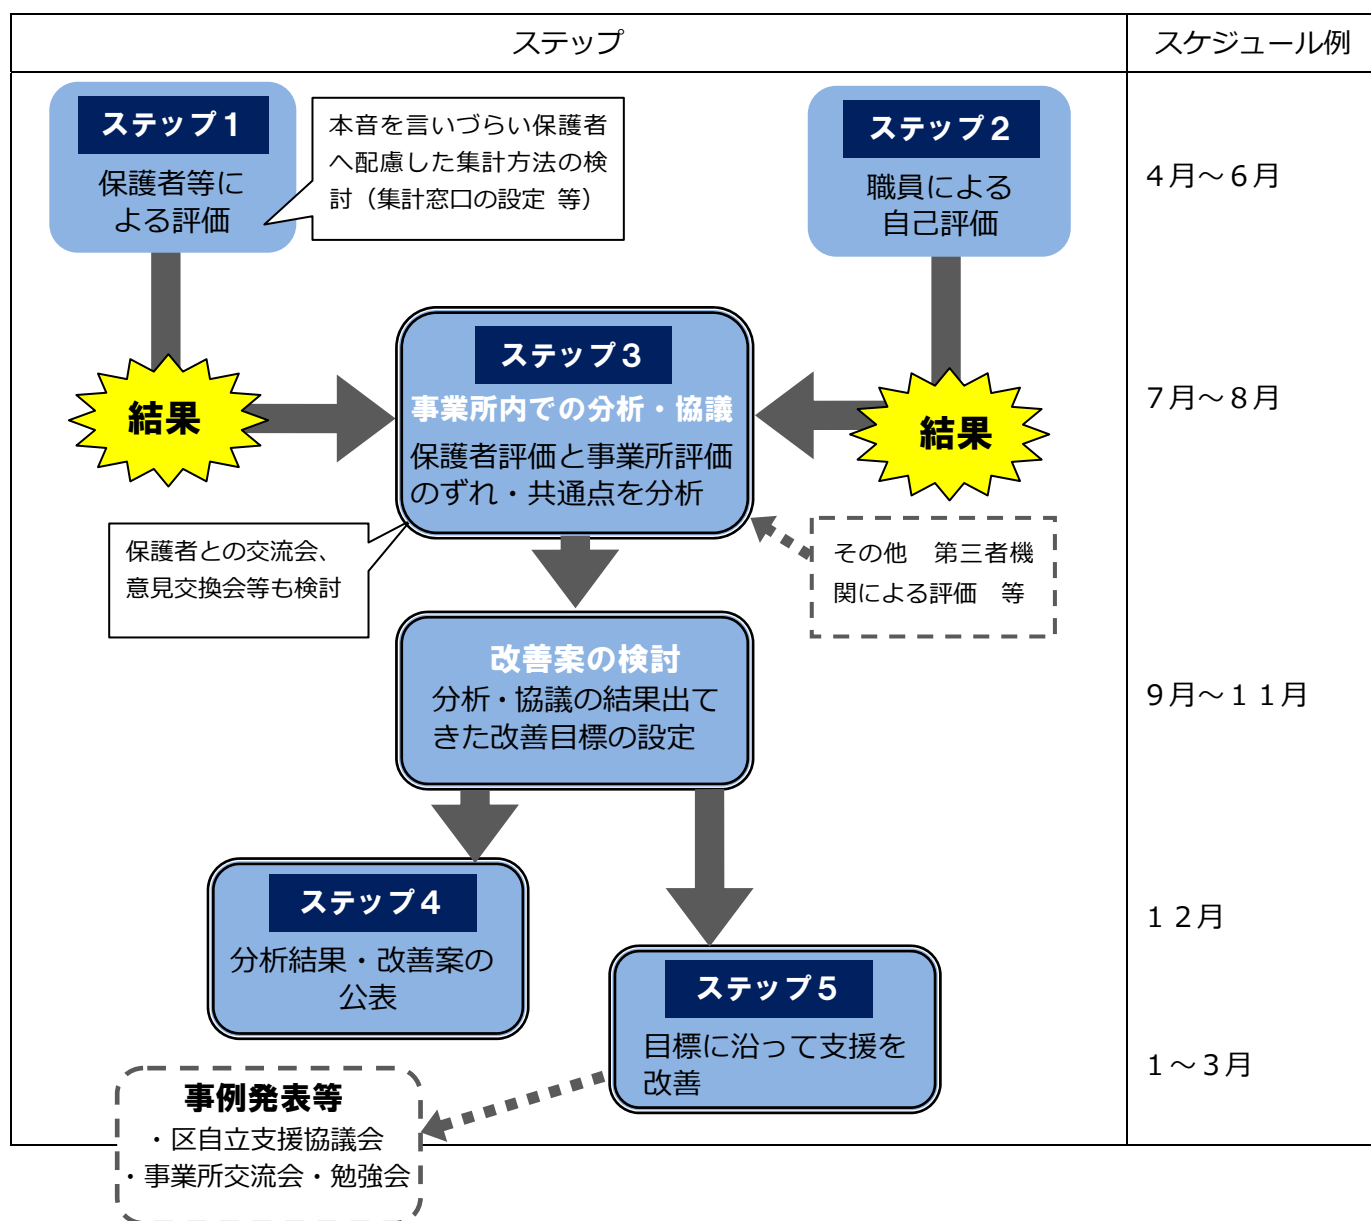 ステップ
スケジュール例
ステップ１
保護者等に
よる評価
本音を言いづらい保護者
へ配慮した集計方法の検
討（集計窓口の設定 等）
ステップ２
職員による
自己評価
４月～６月
結果
ステップ３
事業所内での分析・協議
保護者評価と事業所評価
のずれ・共通点を分析
結果
７月～８月
保護者との交流会、
意見交換会等も検討
その他　第三者機
関による評価　等
改善案の検討
分析・協議の結果出て
きた改善目標の設定
９月～１１月
ステップ４
分析結果・改善案の
公表
１２月
ステップ５
目標に沿って支援を
改善
１～３月
事例発表等
・区自立支援協議会
・事業所交流会・勉強会